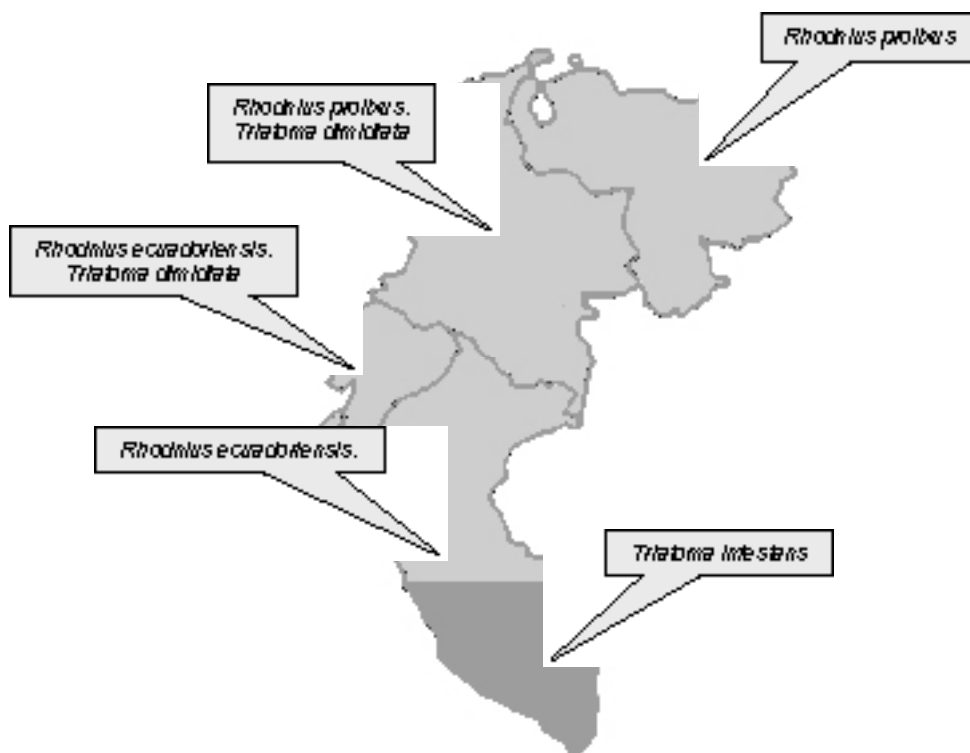 Rhodnius prolixus
Rhodnius prolixus.
Triatoma dimidiata
Rhodnius ecuadoriensis.
Triatoma dimidiata
Rhodnius ecuadoriensis.
Triatoma infestans